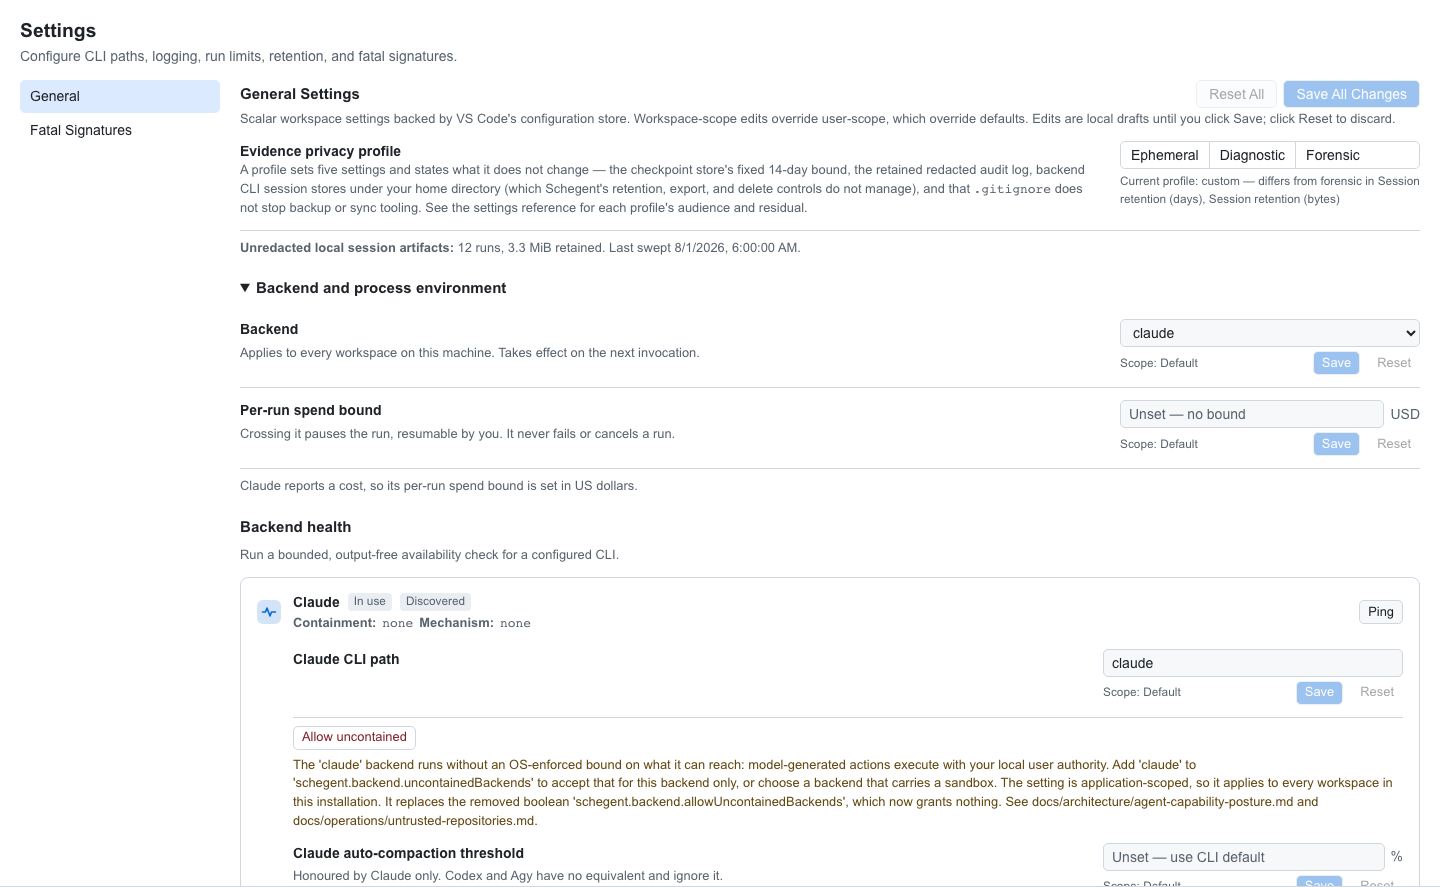 Settings
Configure CLI paths, logging, run limits, retention, and fatal signatures.
General
Fatal Signatures
General Settings
Reset All
Save All Changes
Scalar workspace settings backed by VS Code's configuration store. Workspace-scope edits override user-scope, which override defaults. Edits are local drafts until you click Save; click Reset to discard.
Evidence privacy profile
A profile sets five settings and states what it does not change — the checkpoint store's fixed 14-day bound, the retained redacted audit log, backend
CLI session stores under your home directory (which Schegent's retention, export, and delete controls do not manage), and that .gitignore does
not stop backup or sync tooling. See the settings reference for each profile's audience and residual.
Ephemeral
Diagnostic
Forensic
Current profile: custom — differs from forensic in Session
retention (days), Session retention (bytes)
Unredacted local session artifacts: 12 runs, 3.3 MiB retained. Last swept 8/1/2026, 6:00:00 AM.
▼ Backend and process environment
Backend
Applies to every workspace on this machine. Takes effect on the next invocation.
claude
Scope: Default
Save
Reset
Per-run spend bound
Crossing it pauses the run, resumable by you. It never fails or cancels a run.
Unset — no bound
USD
Scope: Default
Save
Reset
Claude reports a cost, so its per-run spend bound is set in US dollars.
Backend health
Run a bounded, output-free availability check for a configured CLI.
Claude
In use
Discovered
Containment: none Mechanism: none
Ping
Claude CLI path
claude
Scope: Default
Save
Reset
Allow uncontained
The 'claude' backend runs without an OS-enforced bound on what it can reach: model-generated actions execute with your local user authority. Add 'claude' to
'schegent.backend.uncontainedBackends' to accept that for this backend only, or choose a backend that carries a sandbox. The setting is application-scoped, so it applies to every workspace in
this installation. It replaces the removed boolean 'schegent.backend.allowUncontainedBackends', which now grants nothing. See docs/architecture/agent-capability-posture.md and
docs/operations/untrusted-repositories.md.
Claude auto-compaction threshold
Honoured by Claude only. Codex and Agy have no equivalent and ignore it.
Unset — use CLI default
%
Scope: Default
Save
Reset